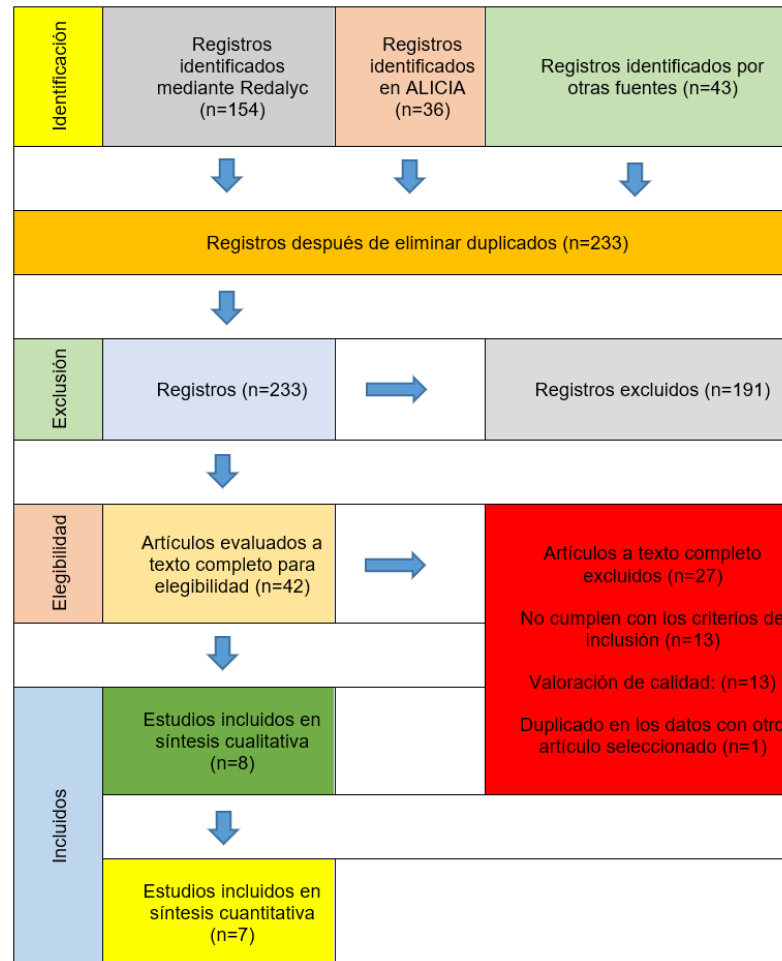 Identificación
Registros
identificados
mediante Redalyc
(n=154)
Registros
identificados
en ALICIA
(n=36)
Registros identificados por
otras fuentes (n=43)
Registros después de eliminar duplicados (n=233)
Exclusión
Registros (n=233)
Registros excluidos (n=191)
Elegibilidad
Artículos evaluados a
texto completo para
elegibilidad (n=42)
Artículos a texto completo
excluidos (n=27)
No cumplen con los criterios de
inclusión (n=13)
Valoración de calidad: (n=13)
Duplicado en los datos con otro
artículo seleccionado (n=1)
Incluidos
Estudios incluidos en
síntesis cualitativa
(n=8)
Estudios incluidos en
síntesis cuantitativa
(n=7)